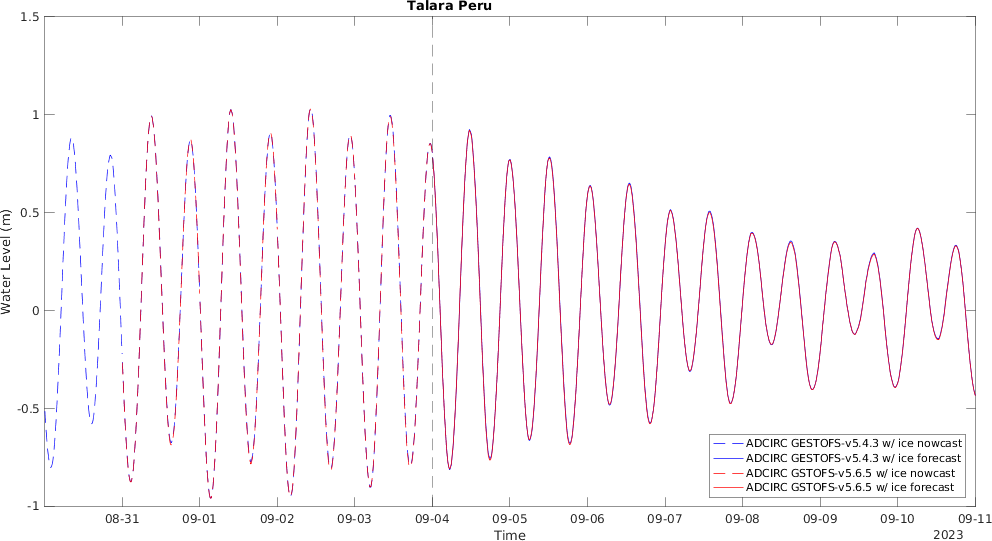 Talara Peru
1.5
1
0.5
0
-0.5
-1
Water Level (m)
08-31 09-01 09-02 09-03 09-04 09-05 09-06 09-07 09-08 09-09 09-10 09-11
Time
2023
ADCIRC GESTOFS-v5.4.3 w/ ice nowcast
ADCIRC GESTOFS-v5.4.3 w/ ice forecast
ADCIRC GSTOFS-v5.6.5 w/ ice nowcast
ADCIRC GSTOFS-v5.6.5 w/ ice forecast